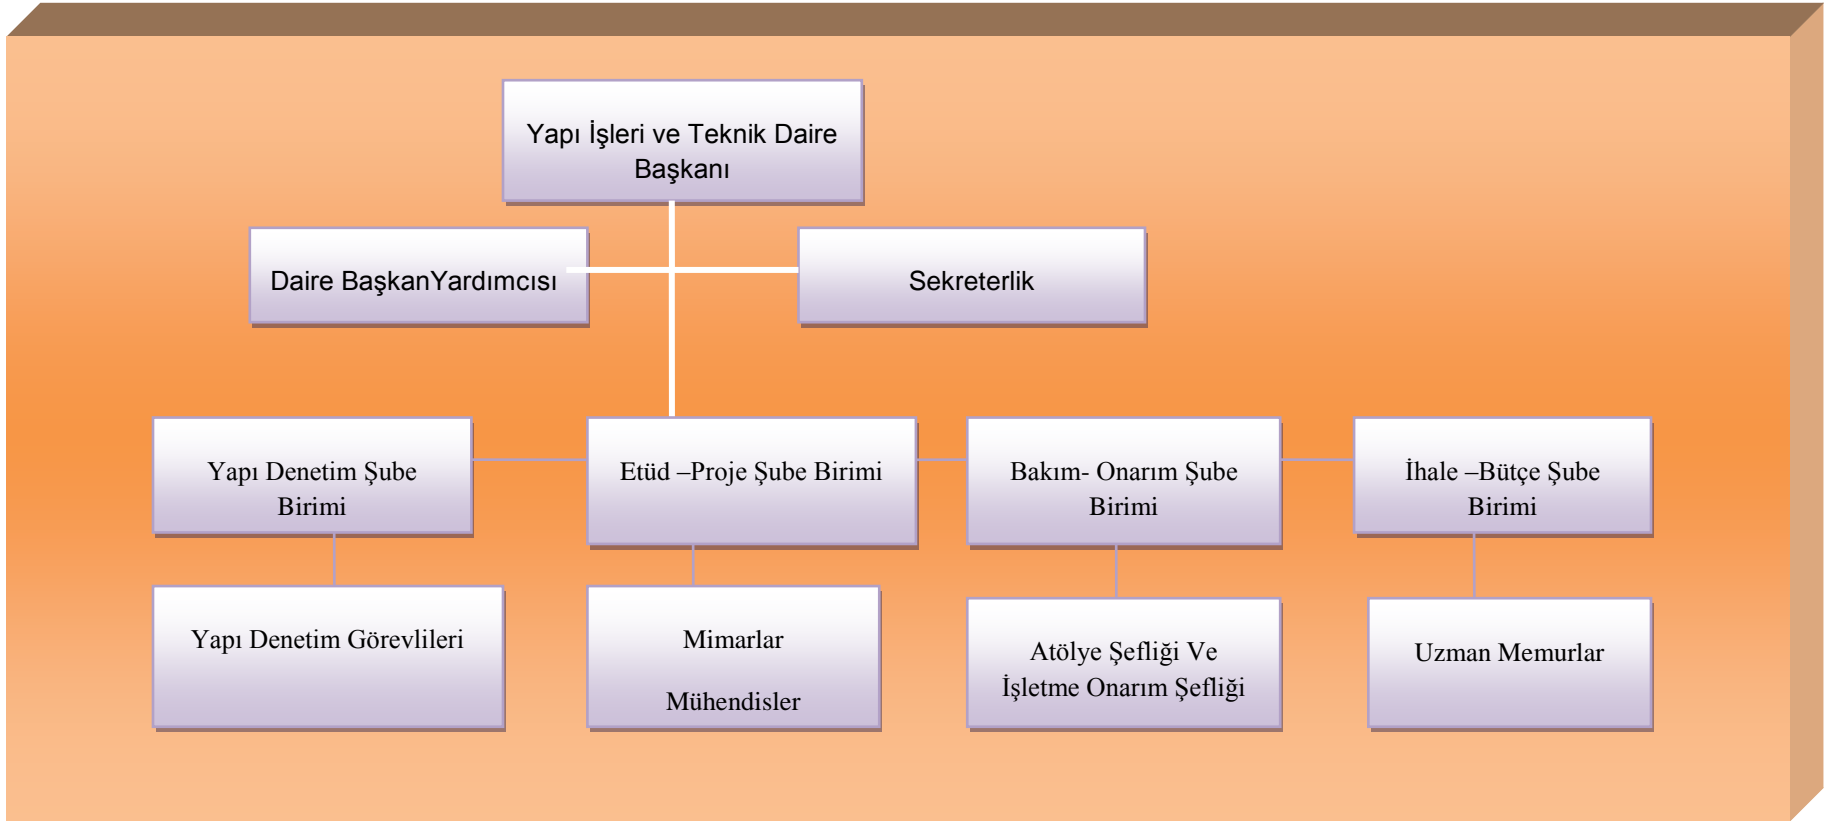 Yapı İşleri ve Teknik Daire
Başkanı
Daire BaşkanYardımcısı
Sekreterlik
Yapı Denetim Şube
Birimi
Etüd –Proje Şube Birimi
Bakım- Onarım Şube
Birimi
İhale –Bütçe Şube
Birimi
Yapı Denetim Görevlileri
Mimarlar
Mühendisler
Atölye Şefliği Ve
İşletme Onarım Şefliği
Uzman Memurlar